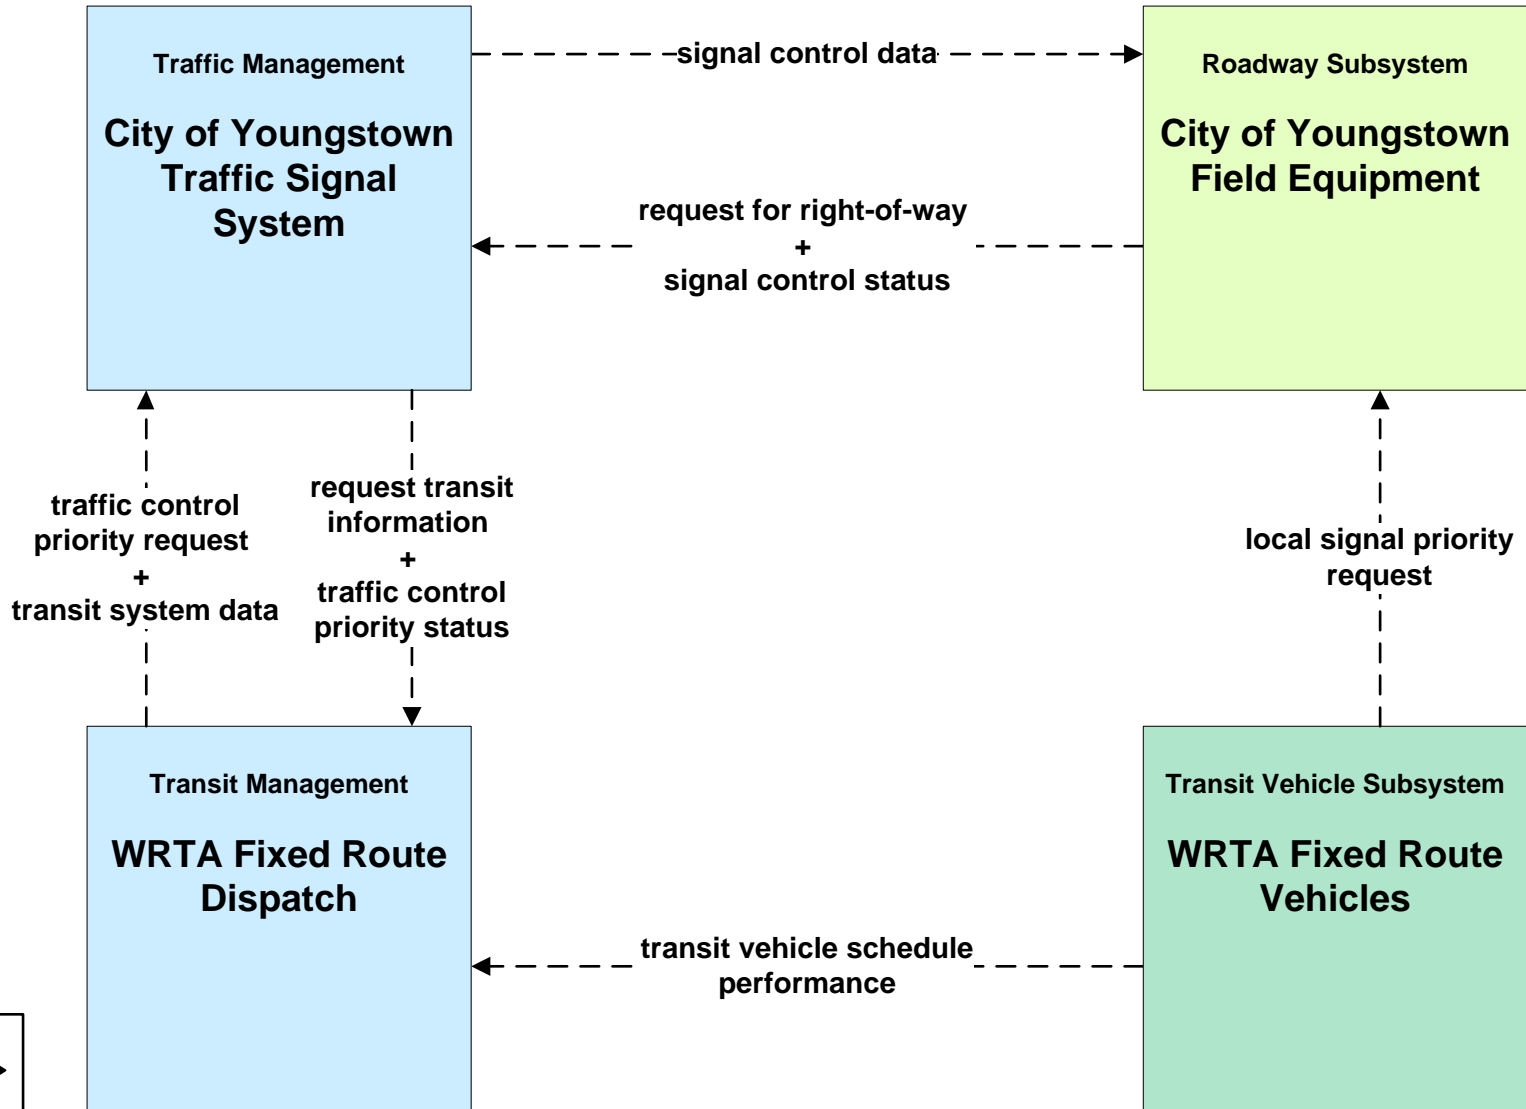 Traffic Management
City of Youngstown
Traffic Signal
System
signal control data
Roadway Subsystem
City of Youngstown
Field Equipment
request for right-of-way
+
signal control status
traffic control
priority request
+
transit system data
request transit
information
+
traffic control
priority status
local signal priority
request
Transit Management
WRTA Fixed Route
Dispatch
Transit Vehicle Subsystem
WRTA Fixed Route
Vehicles
transit vehicle schedule
performance